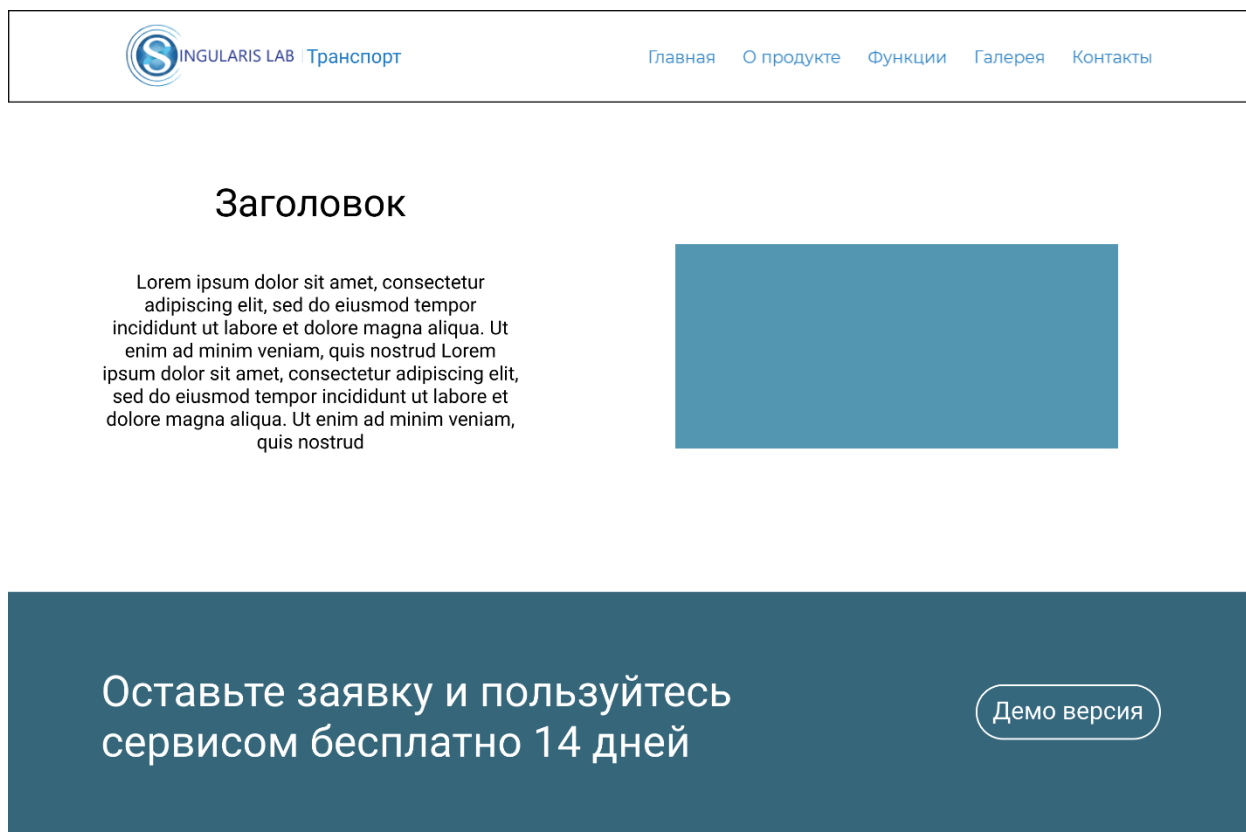 SINGULARIS LAB | Транспорт
Главная О продукте Функции Галерея Контакты
Заголовок
Lorem ipsum dolor sit amet, consectetur
adipiscing elit, sed do eiusmod tempor
incididunt ut labore et dolore magna aliqua. Ut
enim ad minim veniam, quis nostrud Lorem
ipsum dolor sit amet, consectetur adipiscing elit,
sed do eiusmod tempor incididunt ut labore et
dolore magna aliqua. Ut enim ad minim veniam,
quis nostrud
Оставьте заявку и пользуйтесь
сервисом бесплатно 14 дней
Демо версия